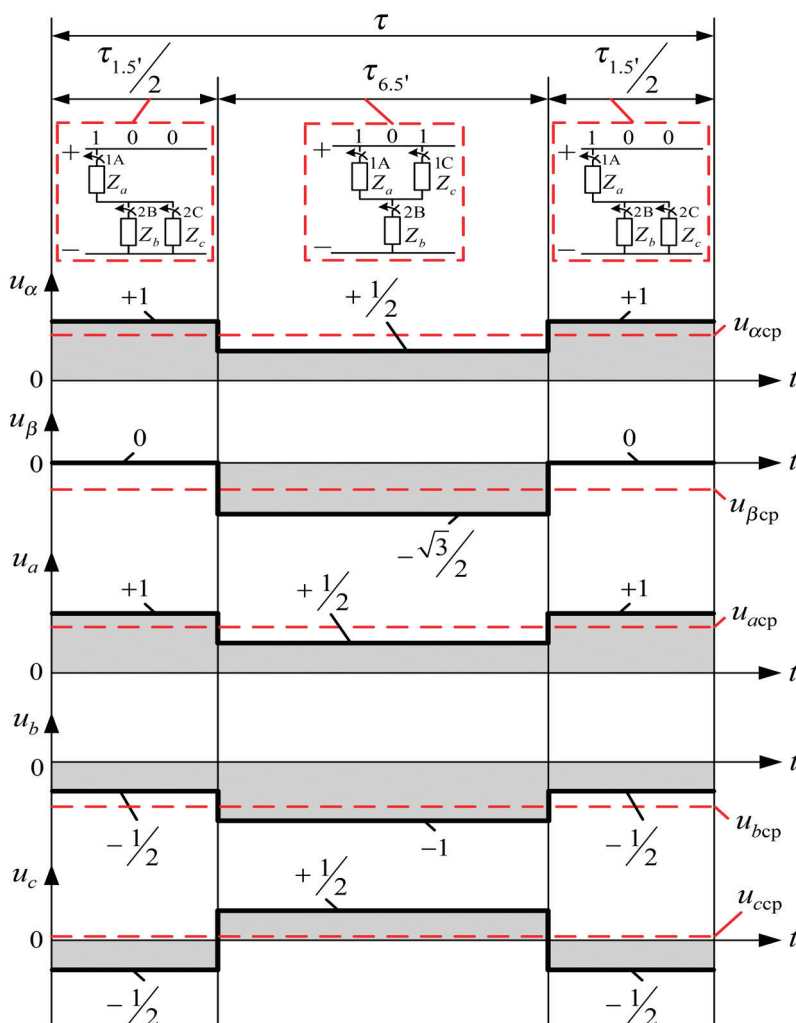 τ
τ1.5'/2 τ6.5' τ1.5'/2
1 0 0 1 0 1 1 0 0
+ 1A + 1A 1C + 1A
Za Za Zc Za
2B 2C 2B 2B 2C
− Zb Zc − Zb − Zb Zc
uα +1 +1/2 +1 uαcp
0 t
uβ 0 0
0 t
uβcp
−√3/2
ua +1 +1/2 +1 uacp
0 t
ub
0 t
−1/2 −1 −1/2 ubcp
uc +1/2 uccp
0 t
−1/2 −1/2